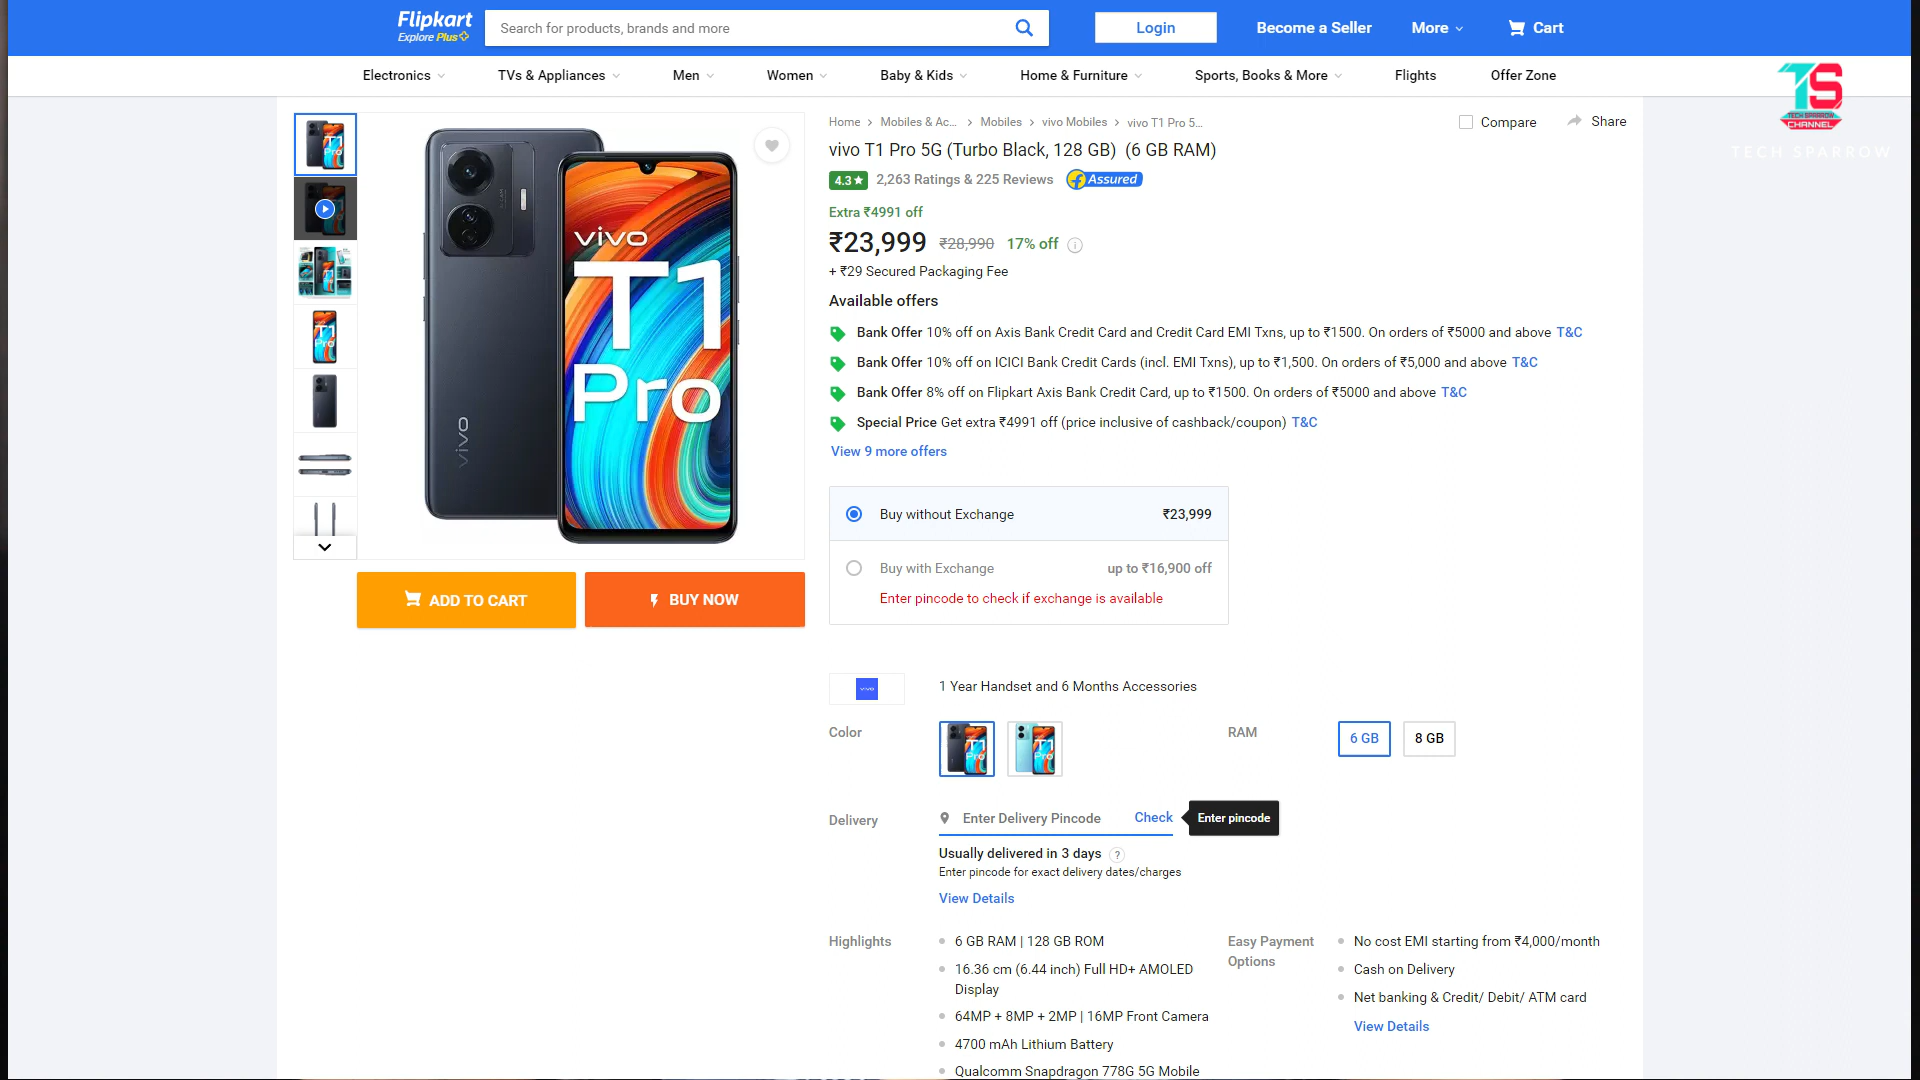 Flipkart
Explore Plus
Search for products, brands and more
Login
Become a Seller
More
Cart
Electronics
TVs & Appliances
Men
Women
Baby & Kids
Home & Furniture
Sports, Books & More
Flights
Offer Zone
TS
TECH SPARROW
CHANNEL
TECH SPARROW
Home
Mobiles & Ac...
Mobiles
vivo Mobiles
vivo T1 Pro 5...
Compare
Share
vivo T1 Pro 5G (Turbo Black, 128 GB) (6 GB RAM)
4.3★ 2,263 Ratings & 225 Reviews Assured
Extra ₹4991 off
₹23,999 ₹28,990 17% off
+ ₹29 Secured Packaging Fee
Available offers
Bank Offer 10% off on Axis Bank Credit Card and Credit Card EMI Txns, up to ₹1500. On orders of ₹5000 and above T&C
Bank Offer 10% off on ICICI Bank Credit Cards (incl. EMI Txns), up to ₹1,500. On orders of ₹5,000 and above T&C
Bank Offer 8% off on Flipkart Axis Bank Credit Card, up to ₹1500. On orders of ₹5000 and above T&C
Special Price Get extra ₹4991 off (price inclusive of cashback/coupon) T&C
View 9 more offers
vivo
T1
Pro
vivo
ADD TO CART
BUY NOW
Buy without Exchange ₹23,999
Buy with Exchange up to ₹16,900 off
Enter pincode to check if exchange is available
vivo
1 Year Handset and 6 Months Accessories
Color
T1
Pro
T1
Pro
RAM
6 GB
8 GB
Delivery
Enter Delivery Pincode
Check
Enter pincode
Usually delivered in 3 days ?
Enter pincode for exact delivery dates/charges
View Details
Highlights
6 GB RAM | 128 GB ROM
16.36 cm (6.44 inch) Full HD+ AMOLED
Display
64MP + 8MP + 2MP | 16MP Front Camera
4700 mAh Lithium Battery
Qualcomm Snapdragon 778G 5G Mobile
Easy Payment
Options
No cost EMI starting from ₹4,000/month
Cash on Delivery
Net banking & Credit/ Debit/ ATM card
View Details